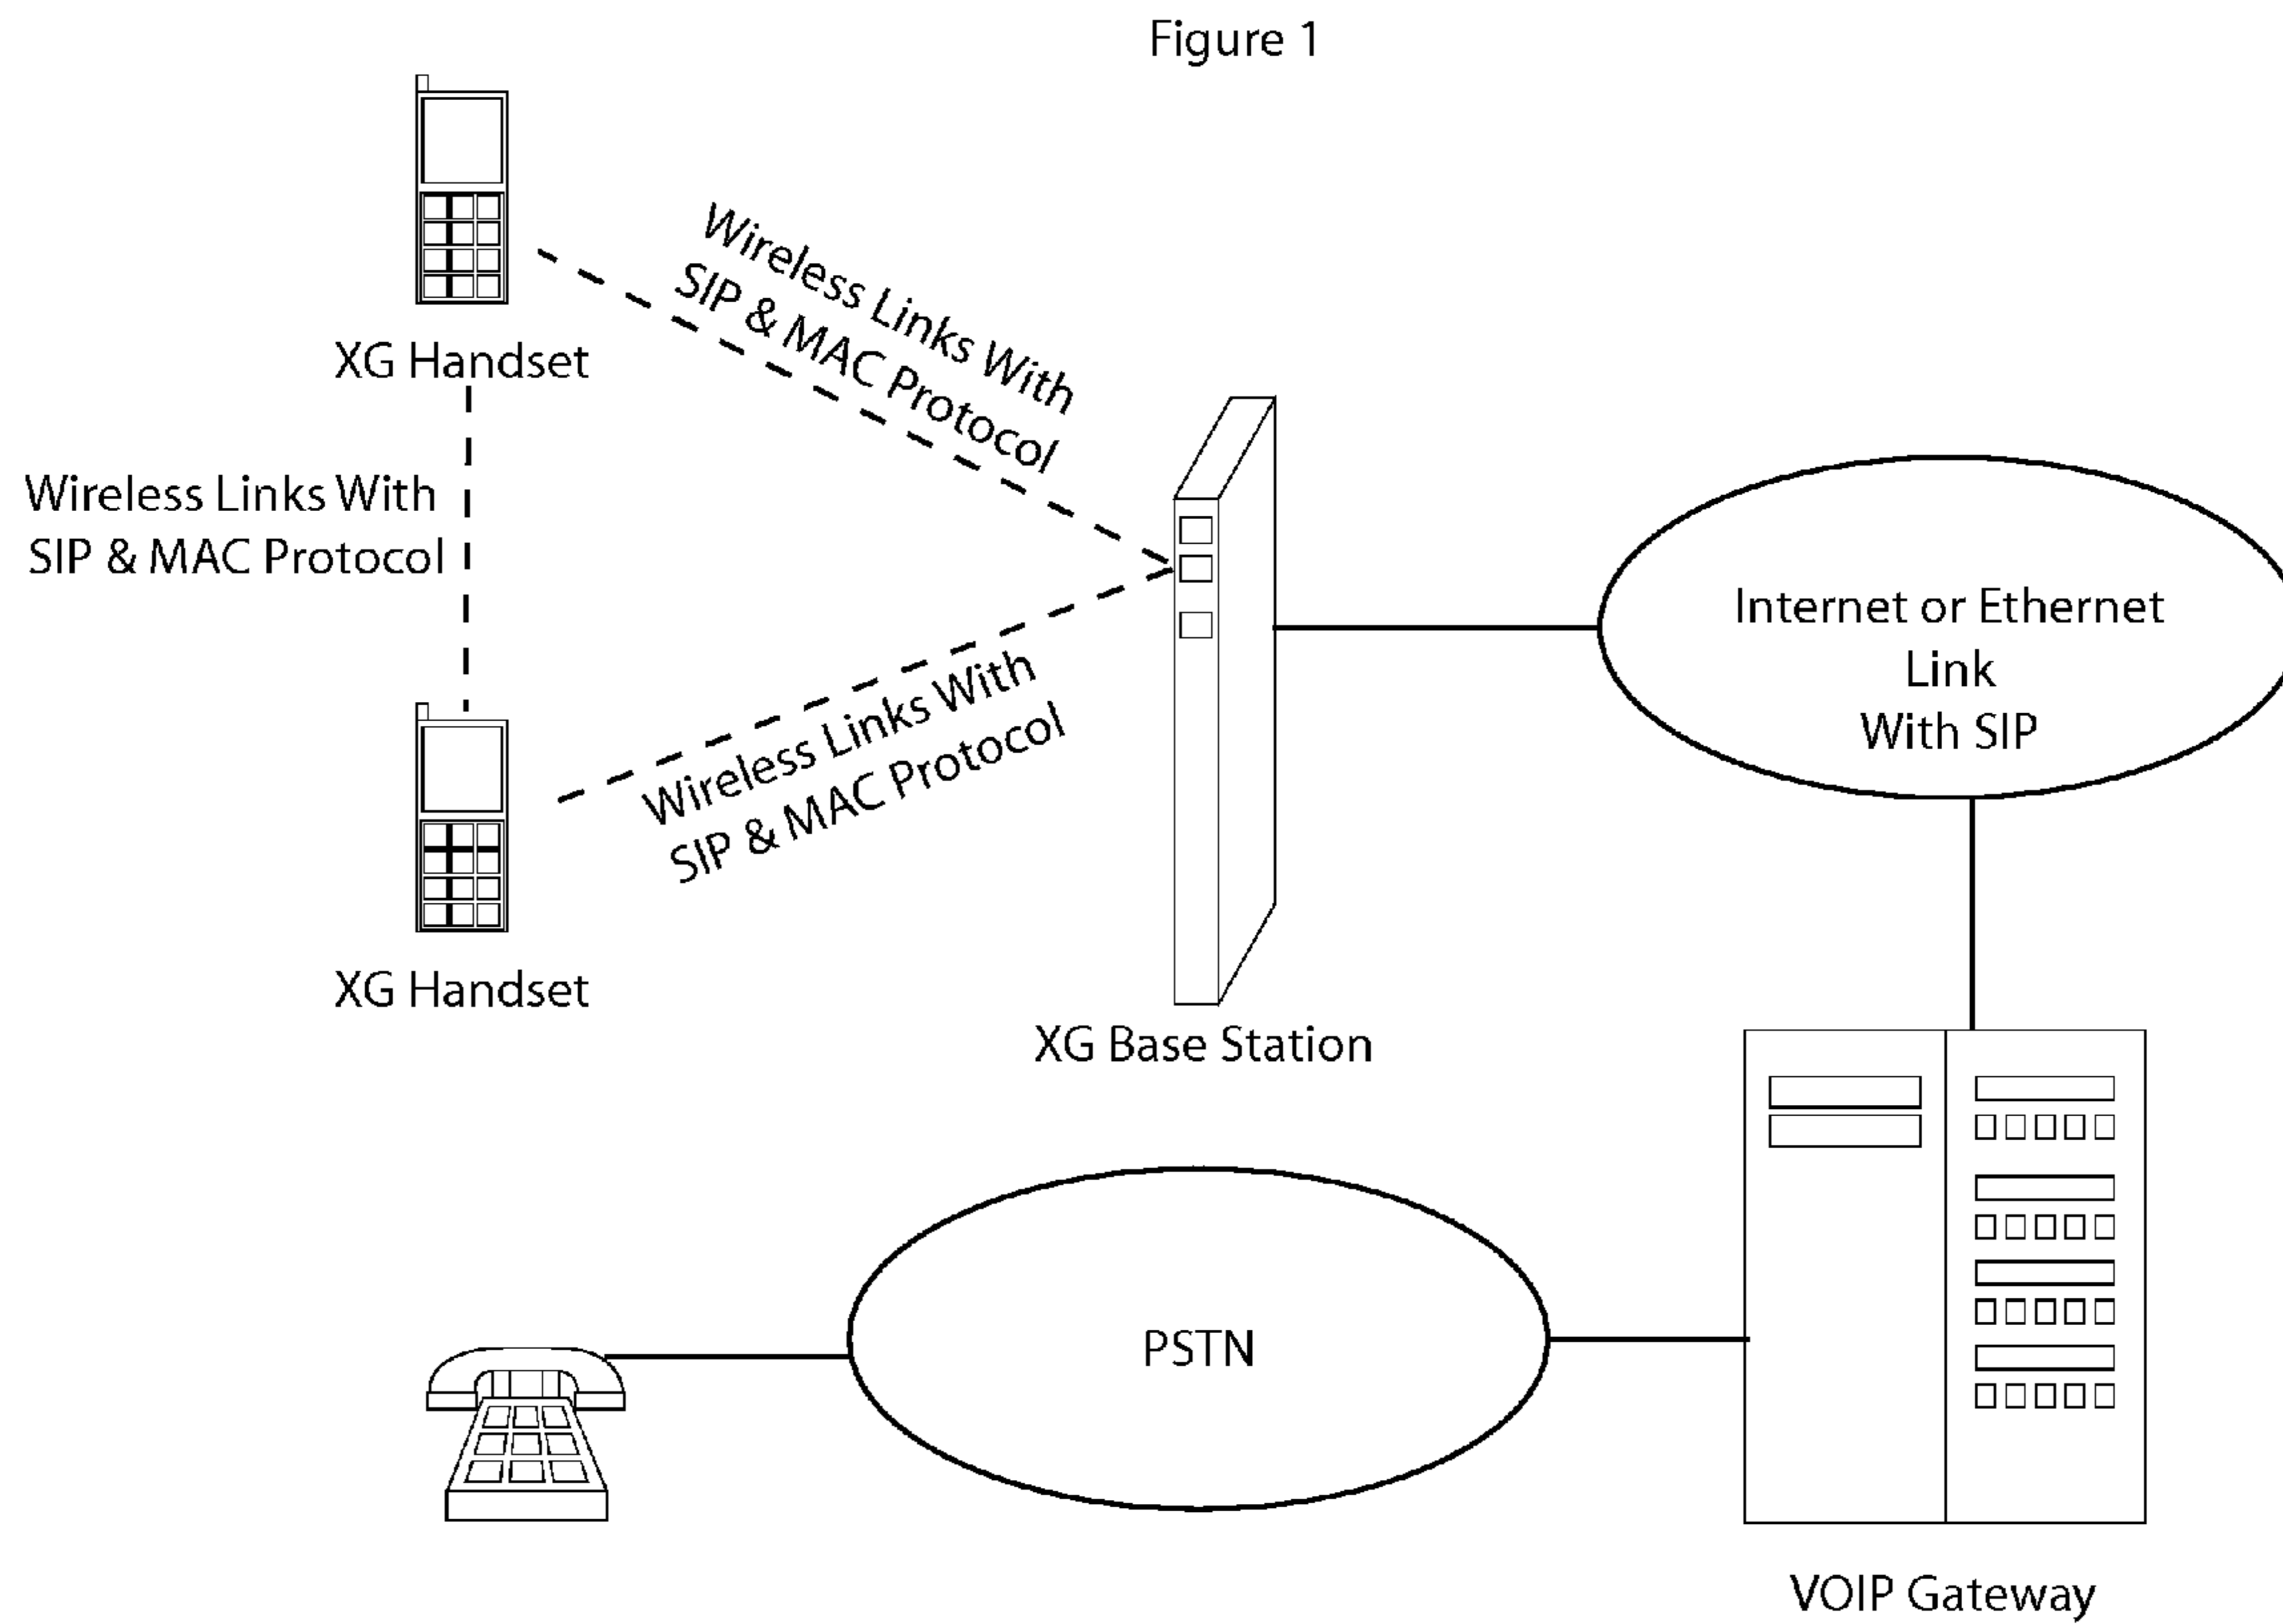 Figure 1
XG Handset
Wireless Links With
SIP & MAC Protocol
Wireless Links With
SIP & MAC Protocol
Wireless Links With
SIP & MAC Protocol
XG Handset
XG Base Station
Internet or Ethernet
Link
With SIP
PSTN
VOIP Gateway